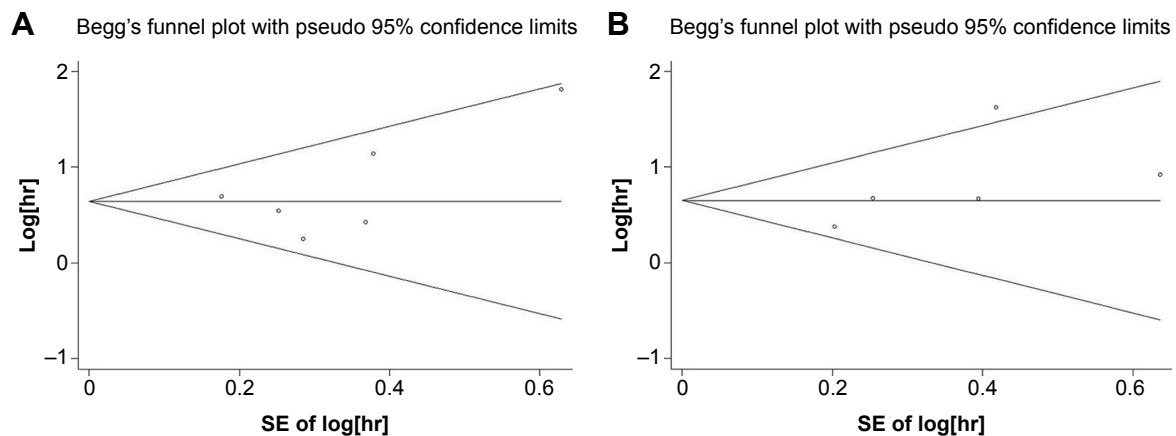 A Begg's funnel plot with pseudo 95% confidence limits
2
1
0
–1
Log[hr]
0 0.2 0.4 0.6
SE of log[hr]
B Begg's funnel plot with pseudo 95% confidence limits
2
1
0
–1
Log[hr]
0 0.2 0.4 0.6
SE of log[hr]